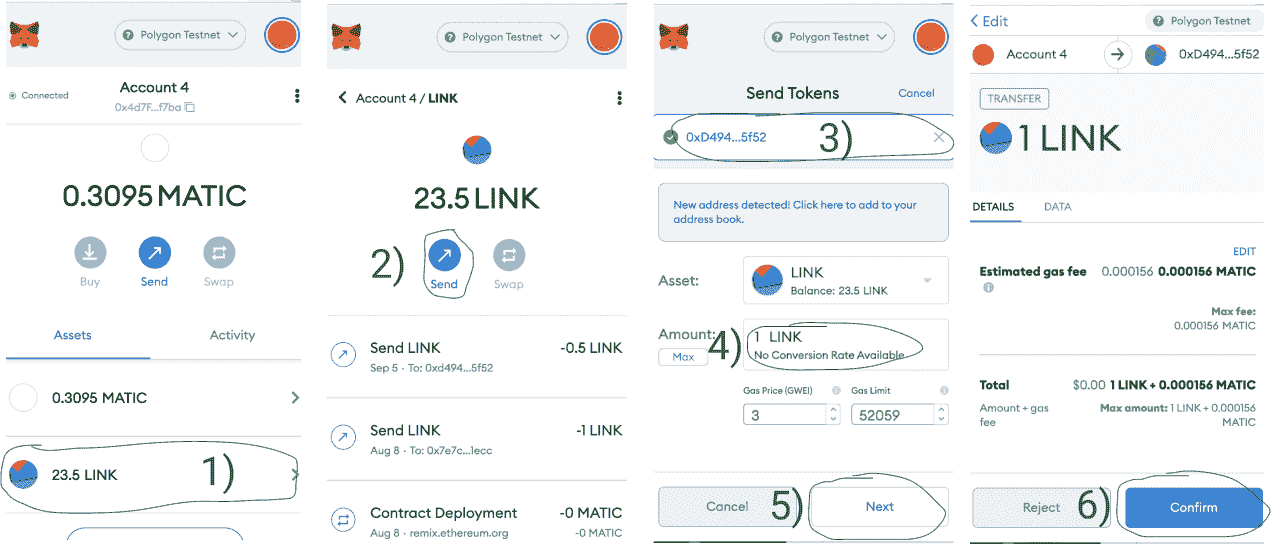 Polygon Testnet
Connected
Account 4
0x4d7F...f7ba
0.3095 MATIC
Buy
Send
Swap
Assets
Activity
0.3095 MATIC
23.5 LINK
1)
Polygon Testnet
Account 4 / LINK
23.5 LINK
2)
Send
Swap
Send LINK
-0.5 LINK
Sep 5 · To: 0xd494...5f52
Send LINK
-1 LINK
Aug 8 · To: 0x7e7c...1ecc
Contract Deployment
-0 MATIC
Aug 8 · remix.ethereum.org
-0 MATIC
Polygon Testnet
Send Tokens
Cancel
0xD494...5f52
3)
New address detected! Click here to add to your
address book.
Asset:
LINK
Balance: 23.5 LINK
Amount:
Max
4)
1 LINK
No Conversion Rate Available
Gas Price (GWEI)
Gas Limit
3
52059
Cancel
5)
Next
Edit
Polygon Testnet
Account 4
0xD494...5f52
TRANSFER
1 LINK
DETAILS
DATA
EDIT
Estimated gas fee
0.000156 0.000156 MATIC
Max fee:
0.000156 MATIC
Total
$0.00 1 LINK + 0.000156 MATIC
Amount + gas
fee
Max amount: 1 LINK + 0.000156
MATIC
Reject
6)
Confirm